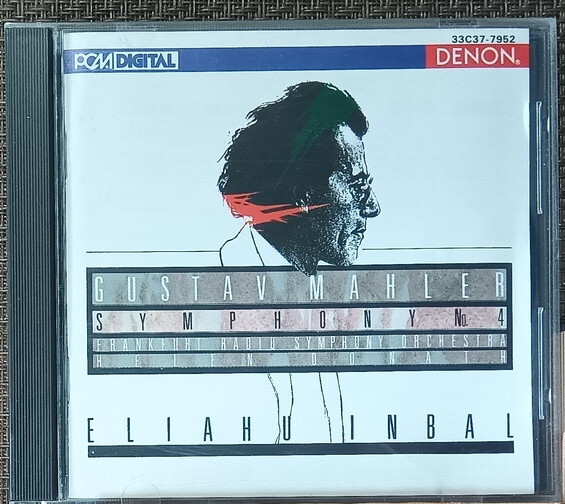 33C37-7952
PCM DIGITAL
DENON®
GUSTAV MAHLER
SYMPHONY No. 4
FRANKFURT RADIO SYMPHONY ORCHESTRA
HELEN DONATH
ELIAHU INBAL